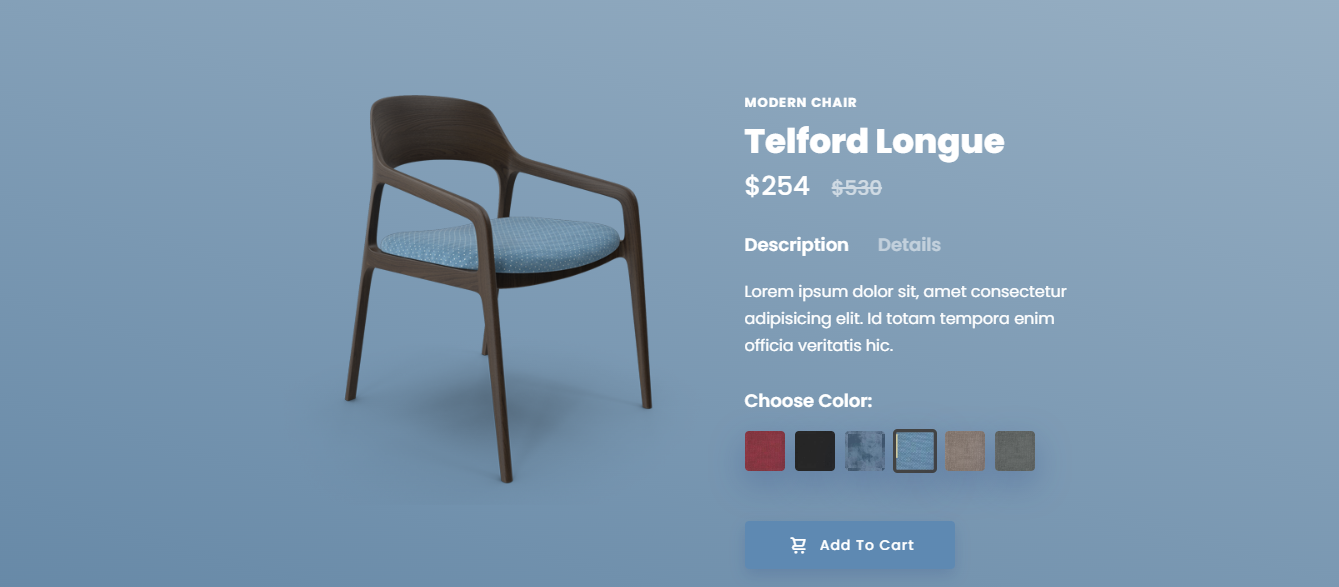 MODERN CHAIR
Telford Longue
$254 $530
Description Details
Lorem ipsum dolor sit, amet consectetur
adipisicing elit. Id totam tempora enim
officia veritatis hic.
Choose Color:
Add To Cart